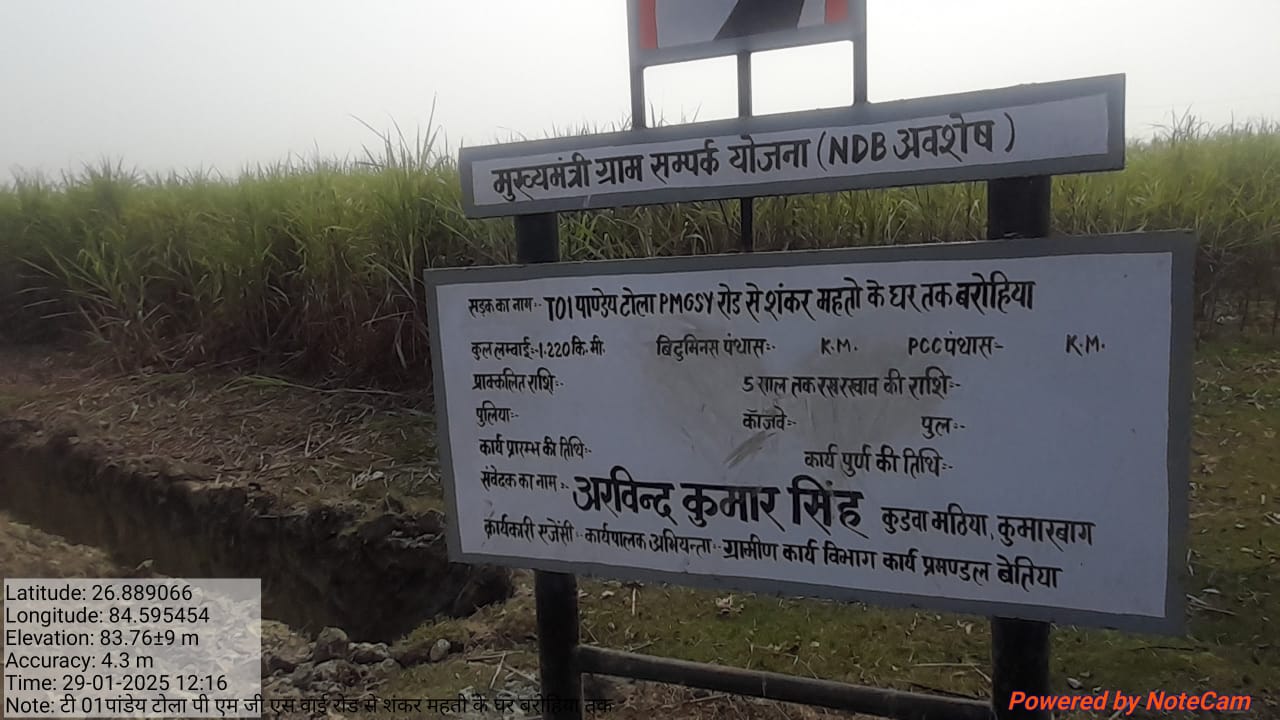 मुख्यमंत्री ग्राम सम्पर्क योजना (NDB अवशेष)
सड़क का नाम:- T01 पाण्डेय टोला PMGSY रोड से शंकर महतो के घर तक बरोहिया
कुल लम्बाई:-1.220 कि.मी. बिटुमिनस पंथास:- K.M. PCC पंथास- K.M.
प्राक्कलित राशि:- 5 साल तक रखरखाव की राशि:-
पुलिया:- कॉजवे:- पुल:-
कार्य प्रारम्भ की तिथि:- कार्य पुर्ण की तिथि:-
संवेदक का नाम:- अरविन्द कुमार सिंह कुडवा मठिया, कुमारबाग
कार्यकारी एजेंसी:- कार्यपालक अभियन्ता:- ग्रामीण कार्य विभाग कार्य प्रमण्डल बेतिया
Latitude: 26.889066
Longitude: 84.595454
Elevation: 83.76±9 m
Accuracy: 4.3 m
Time: 29-01-2025 12:16
Note: टी 01पांडेय टोला पी एम जी एस वाई रोड से शंकर महतो के घर बरोहिया तक
Powered by NoteCam